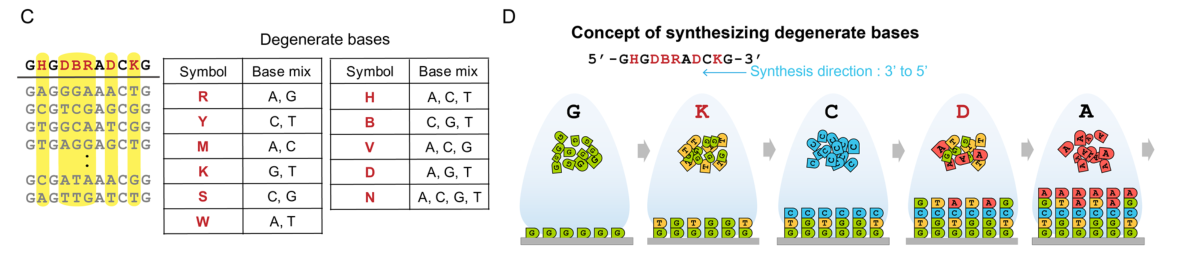 C
Degenerate bases
GHGDBRADCKG
GAGGGAAACTG
GCGTCGAGCGG
GTGGCAATCGG
GTGAGGAGCTG
GCGATAAACGG
GAGTTGATCTG
Symbol Base mix
R A, G
Y C, T
M A, C
K G, T
S C, G
W A, T
Symbol Base mix
H A, C, T
B C, G, T
V A, C, G
D A, G, T
N A, C, G, T
D
Concept of synthesizing degenerate bases
5’-GHGDBRADCKG-3’
Synthesis direction : 3’ to 5’
G
G G G G G G
K
T G T G G T
G G G G G G
C
C C C C C C
T G T G G T
G G G G G G
D
G T A T A G
C C C C C C
T G T G G T
G G G G G G
A
A A A A A A
G T A T A G
C C C C C C
T G T G G T
G G G G G G